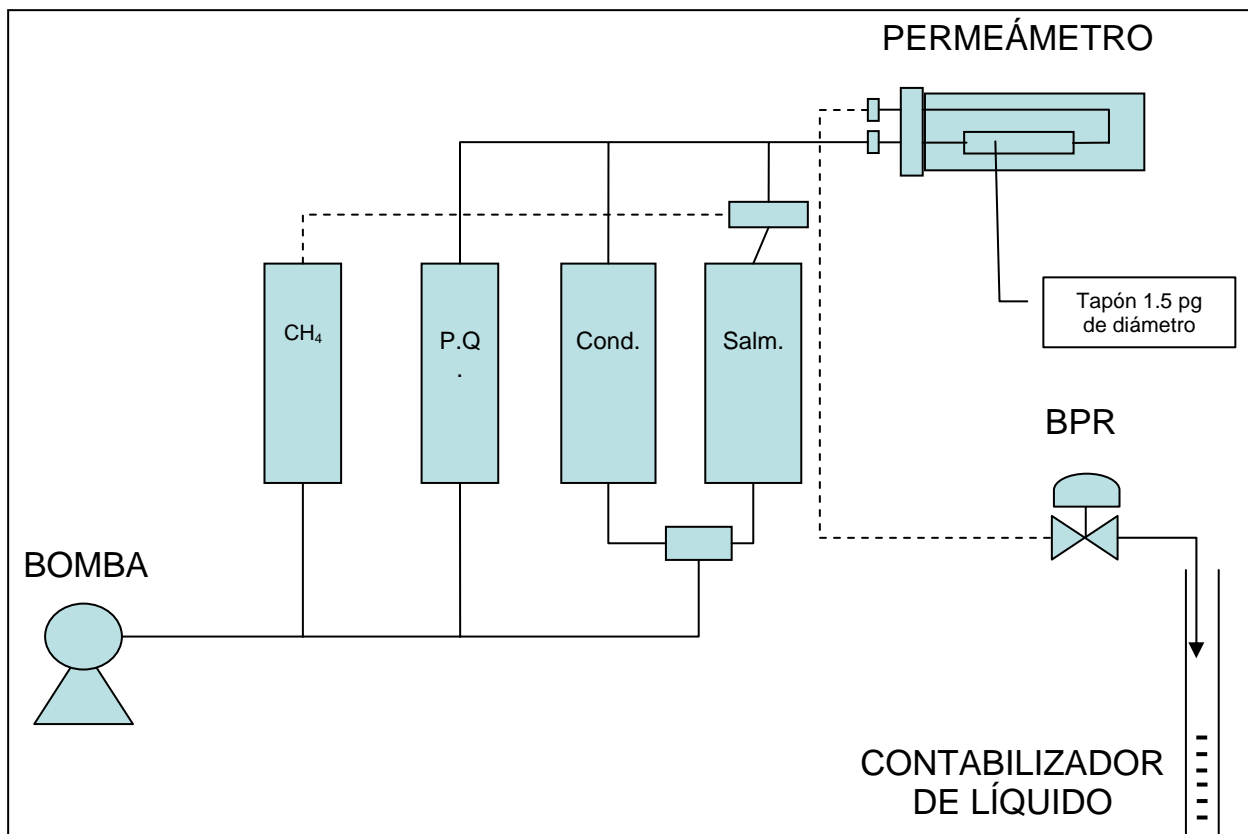 PERMEÁMETRO
CH₄
P.Q
.
Cond.
Salm.
Tapón 1.5 pg
de diámetro
BPR
BOMBA
CONTABILIZADOR
DE LÍQUIDO